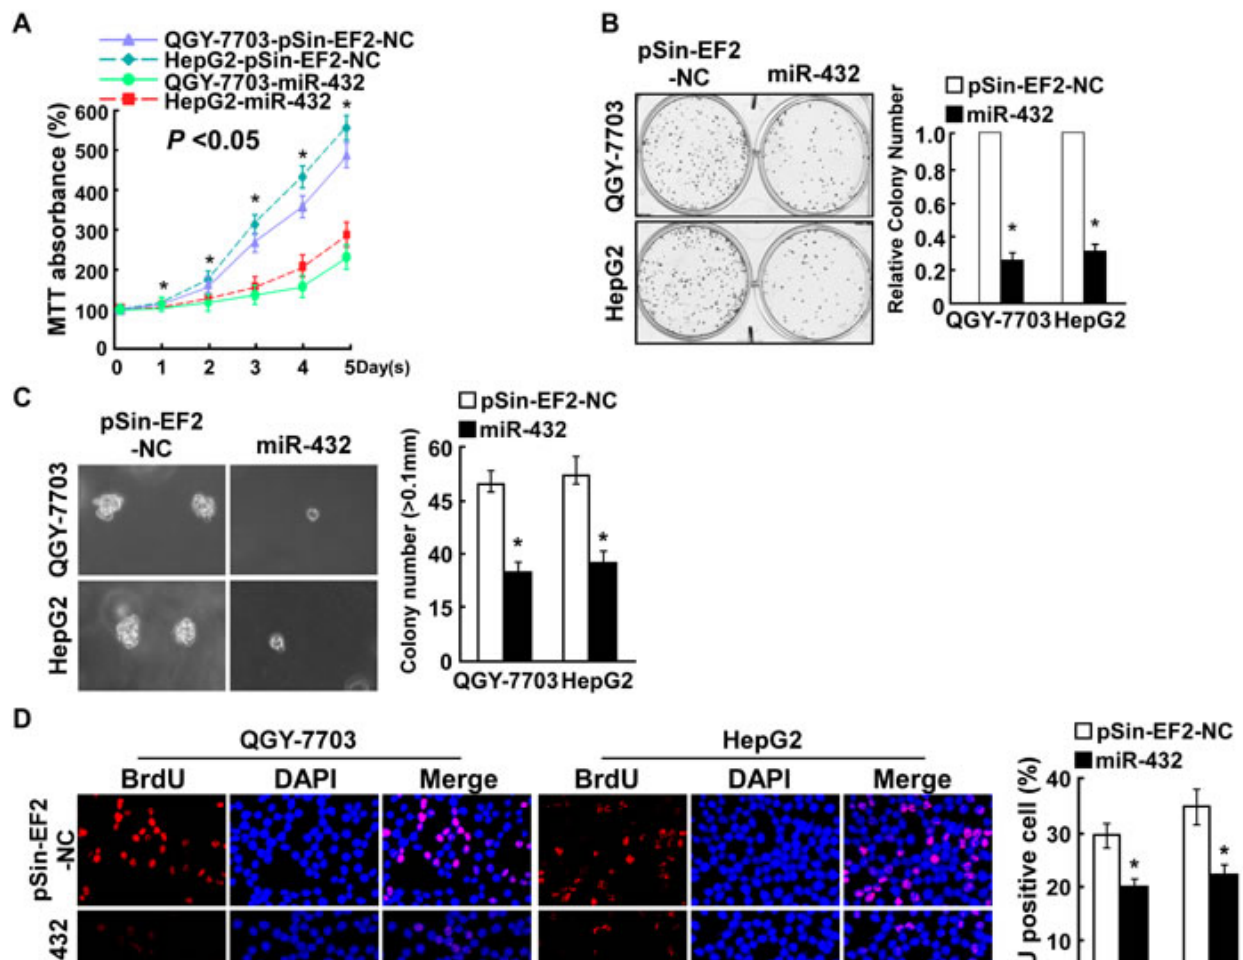 A
QGY-7703-pSin-EF2-NC
HepG2-pSin-EF2-NC
QGY-7703-miR-432
HepG2-miR-432
MTT absorbance (%)
600
500
400
300
200
100
0
P <0.05
*
*
*
*
*
0 1 2 3 4 5 Day(s)
B
pSin-EF2
-NC
miR-432
QGY-7703
HepG2
pSin-EF2-NC
miR-432
Relative Colony Number
1.0
0.8
0.6
0.4
0.2
0
*
*
QGY-7703 HepG2
C
pSin-EF2
-NC
miR-432
QGY-7703
HepG2
pSin-EF2-NC
miR-432
Colony number (>0.1mm)
60
45
40
15
0
*
*
QGY-7703 HepG2
D
QGY-7703
HepG2
BrdU DAPI Merge BrdU DAPI Merge
pSin-EF2
-NC
432
pSin-EF2-NC
miR-432
U positive cell (%)
40
30
20
10
*
*